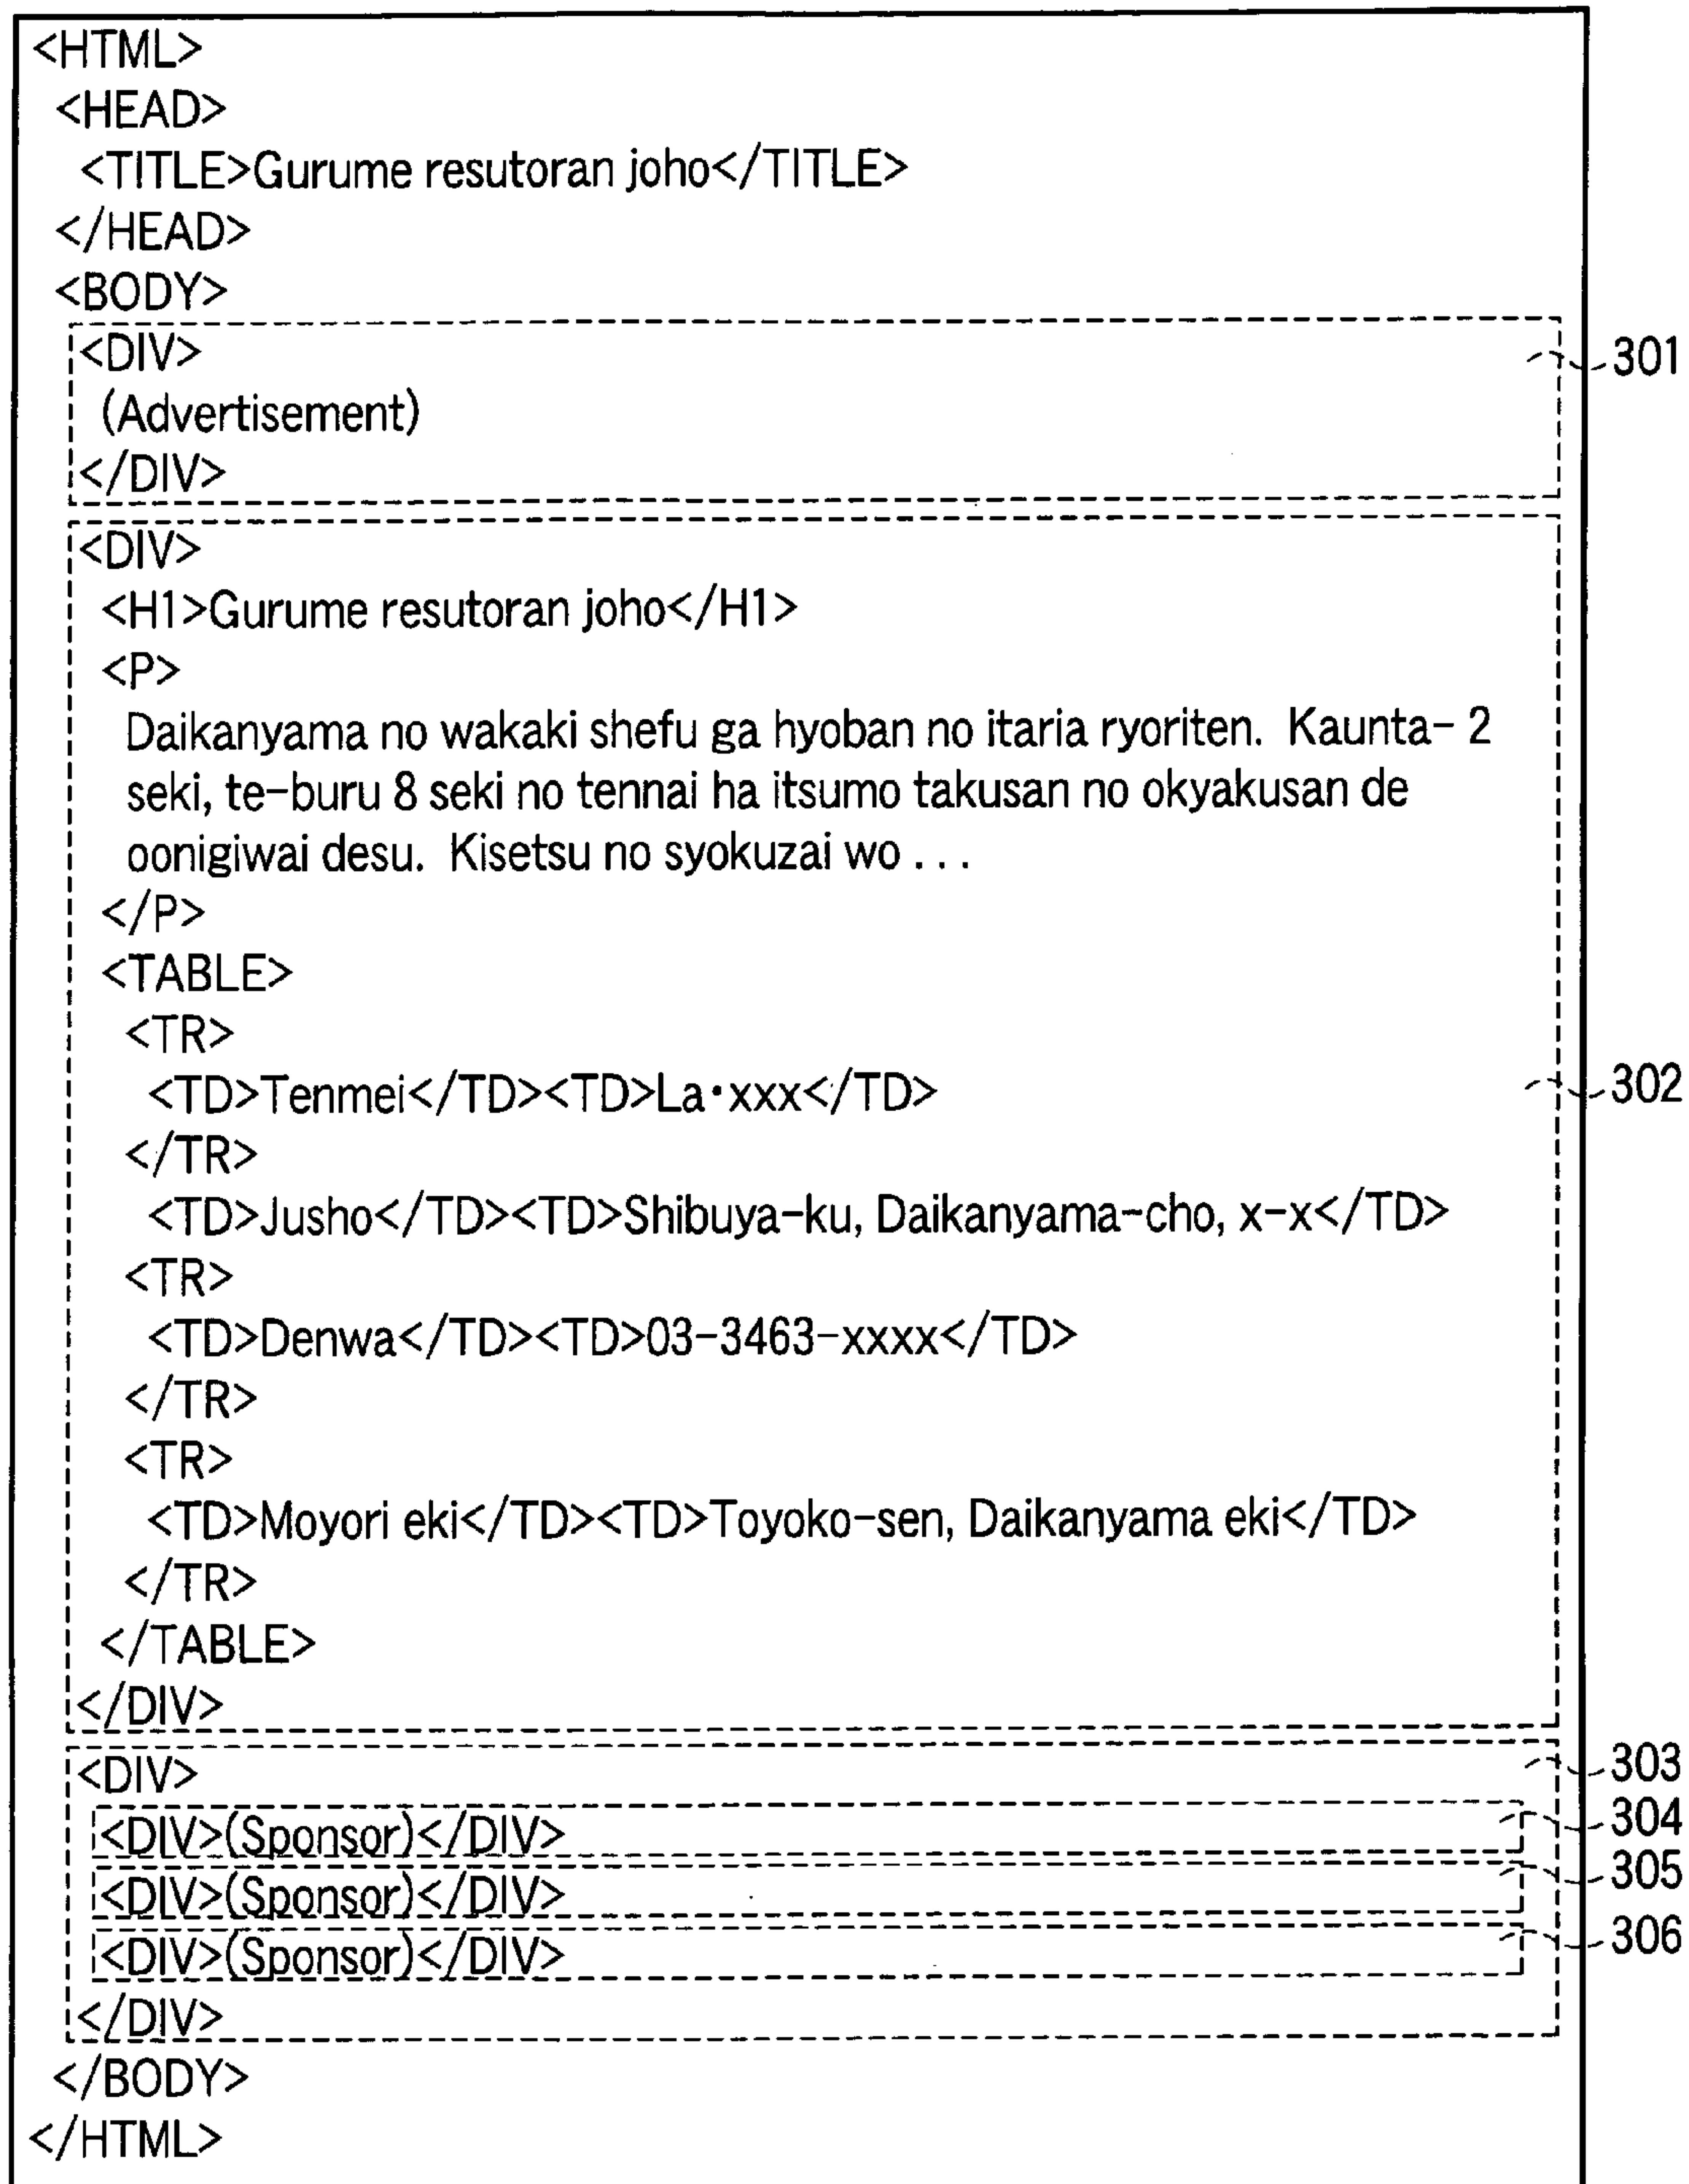 <HTML>
<HEAD>
<TITLE>Gurume resutoran joho</TITLE>
</HEAD>
<BODY>
<DIV>
301
(Advertisement)
</DIV>
<DIV>
<H1>Gurume resutoran joho</H1>
<P>
Daikanyama no wakaki shefu ga hyoban no itaria ryoriten. Kaunta- 2
seki, te-buru 8 seki no tennai ha itsumo takusan no okyakusan de
oonigiwai desu. Kisetsu no syokuzai wo . . .
</P>
<TABLE>
<TR>
<TD>Tenmei</TD><TD>La・xxx</TD>
302
</TR>
<TD>Jusho</TD><TD>Shibuya-ku, Daikanyama-cho, x-x</TD>
<TR>
<TD>Denwa</TD><TD>03-3463-xxxx</TD>
</TR>
<TR>
<TD>Moyori eki</TD><TD>Toyoko-sen, Daikanyama eki</TD>
</TR>
</TABLE>
</DIV>
<DIV>
303
<DIV>(Sponsor)</DIV>
304
<DIV>(Sponsor)</DIV>
305
<DIV>(Sponsor)</DIV>
306
</DIV>
</BODY>
</HTML>